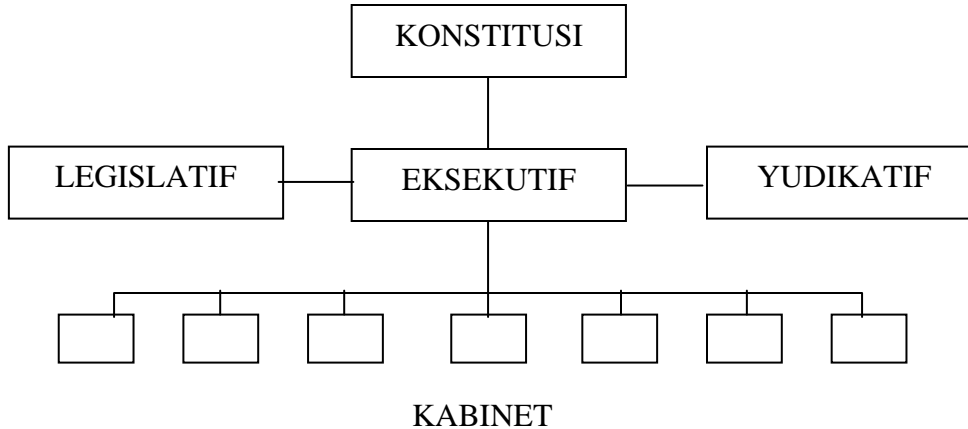 KONSTITUSI
LEGISLATIF
EKSEKUTIF
YUDIKATIF
KABINET